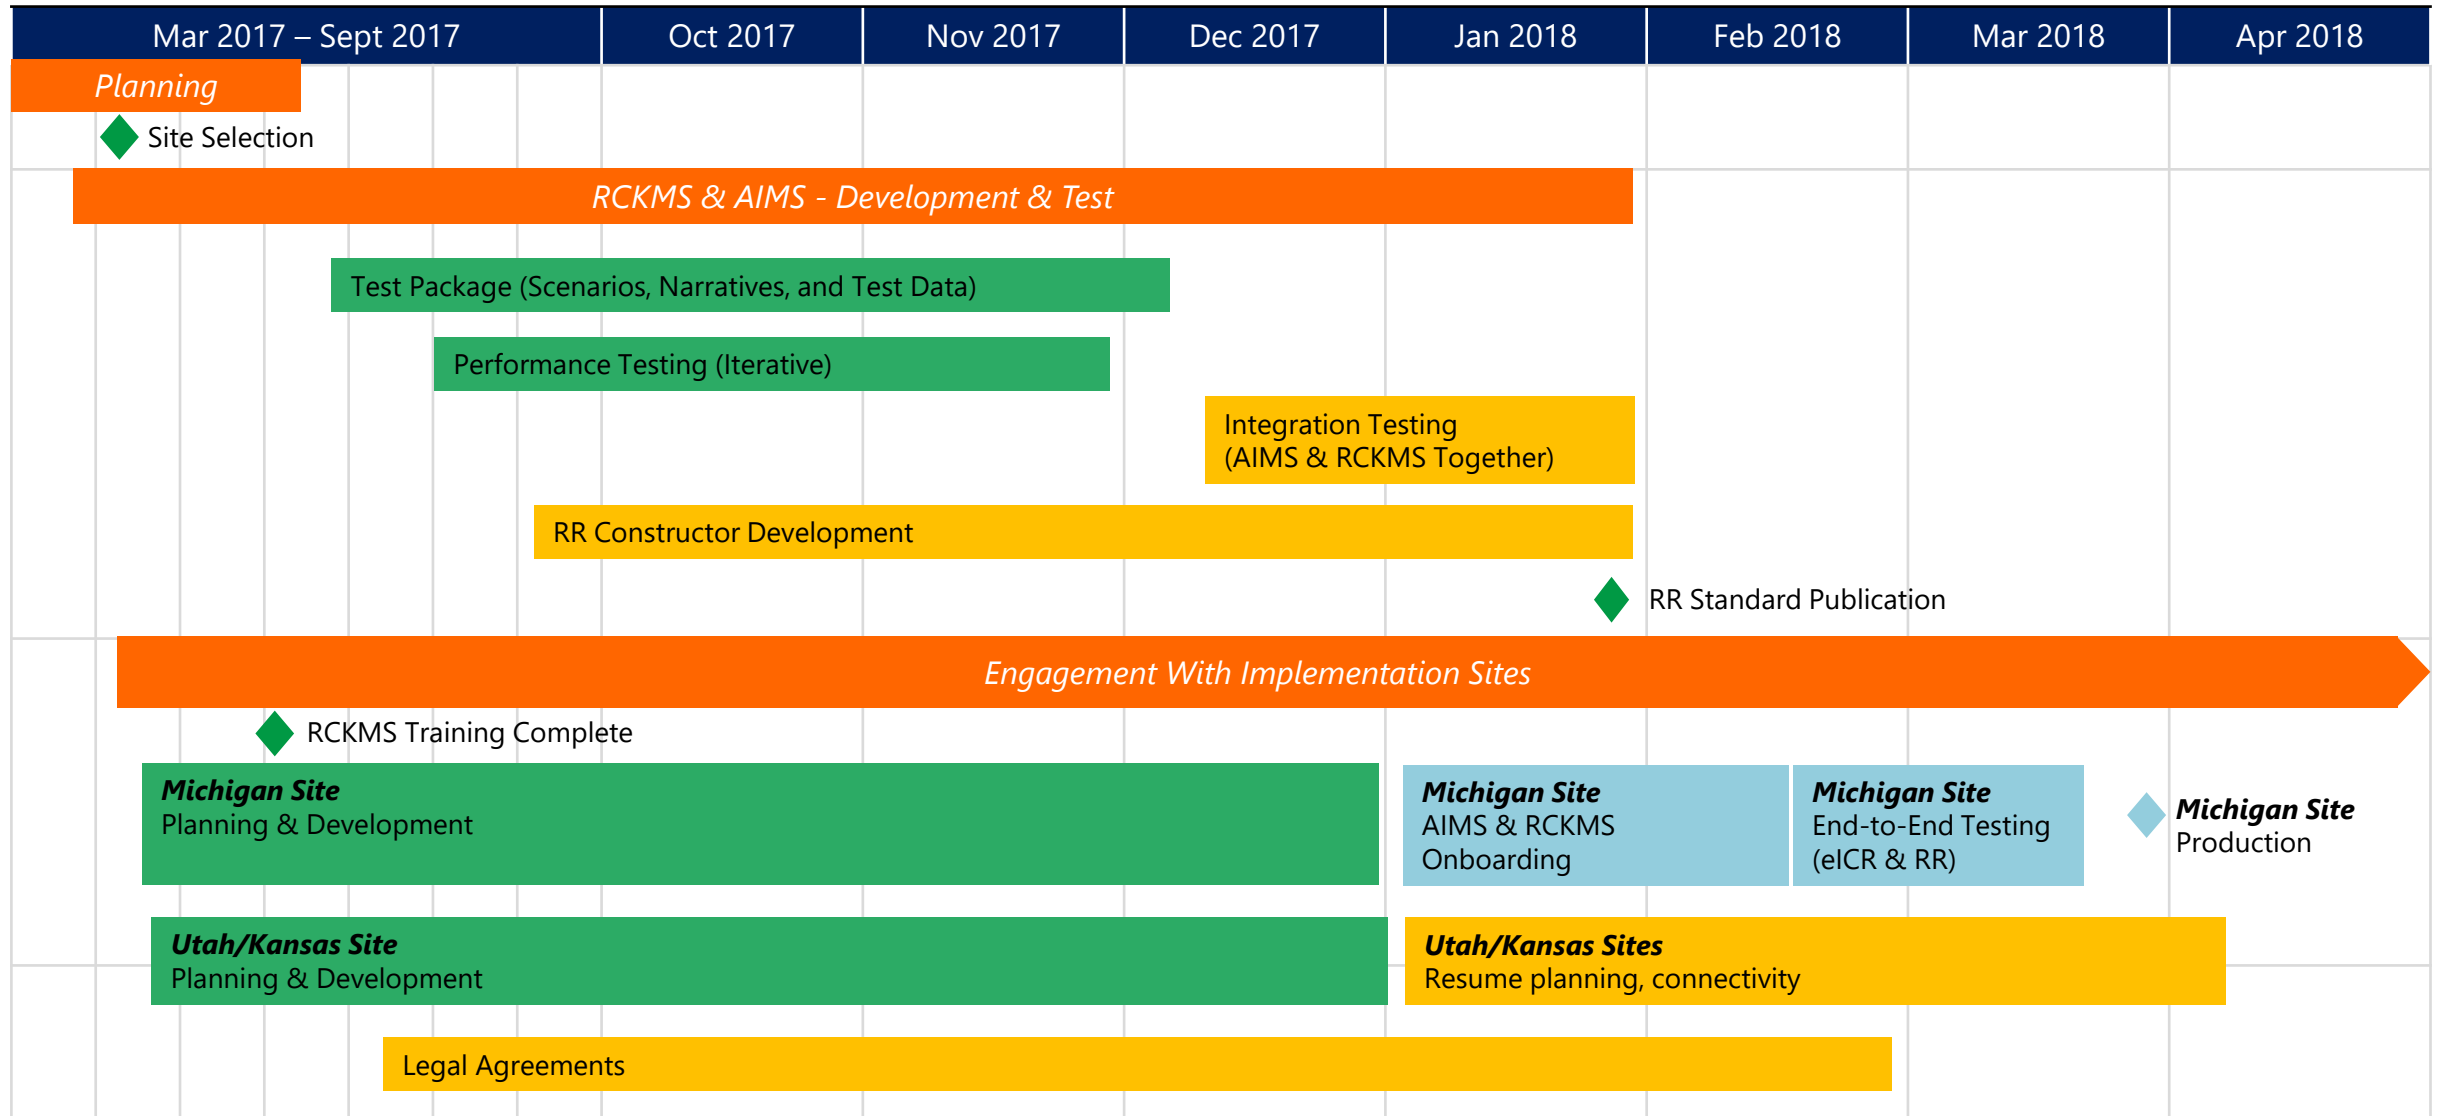 Mar 2017 – Sept 2017
Oct 2017
Nov 2017
Dec 2017
Jan 2018
Feb 2018
Mar 2018
Apr 2018
Planning
Site Selection
RCKMS & AIMS - Development & Test
Test Package (Scenarios, Narratives, and Test Data)
Performance Testing (Iterative)
Integration Testing
(AIMS & RCKMS Together)
RR Constructor Development
RR Standard Publication
Engagement With Implementation Sites
RCKMS Training Complete
Michigan Site
Planning & Development
Michigan Site
AIMS & RCKMS
Onboarding
Michigan Site
End-to-End Testing
(eICR & RR)
Michigan Site
Production
Utah/Kansas Site
Planning & Development
Utah/Kansas Sites
Resume planning, connectivity
Legal Agreements